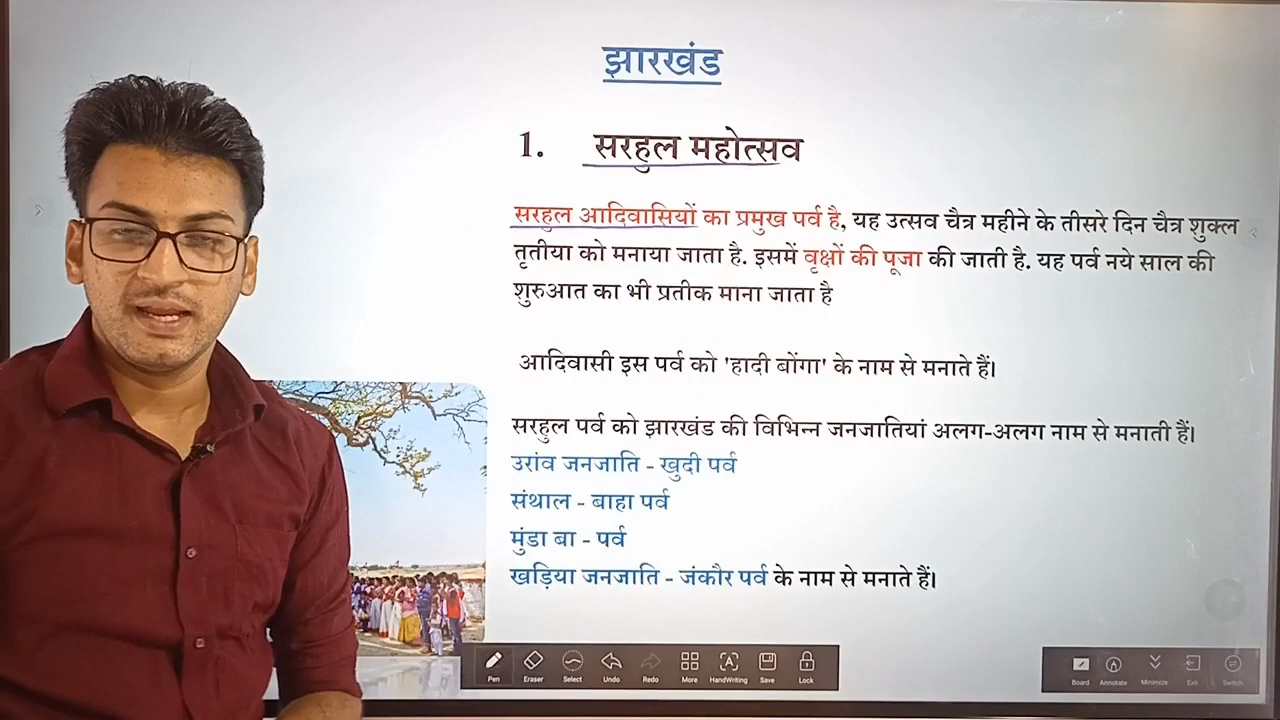 झारखंड
1. सरहुल महोत्सव
सरहुल आदिवासियों का प्रमुख पर्व है, यह उत्सव चैत्र महीने के तीसरे दिन चैत्र शुक्ल
तृतीया को मनाया जाता है. इसमें वृक्षों की पूजा की जाती है. यह पर्व नये साल की
शुरुआत का भी प्रतीक माना जाता है
आदिवासी इस पर्व को 'हादी बोंगा' के नाम से मनाते हैं।
सरहुल पर्व को झारखंड की विभिन्न जनजातियां अलग-अलग नाम से मनाती हैं।
उरांव जनजाति - खुदी पर्व
संथाल - बाहा पर्व
मुंडा बा - पर्व
खड़िया जनजाति - जंकौर पर्व के नाम से मनाते हैं।
Pen Eraser Select Undo Redo More HandWriting Save Lock
Board Annotate Minimize Exit Switch